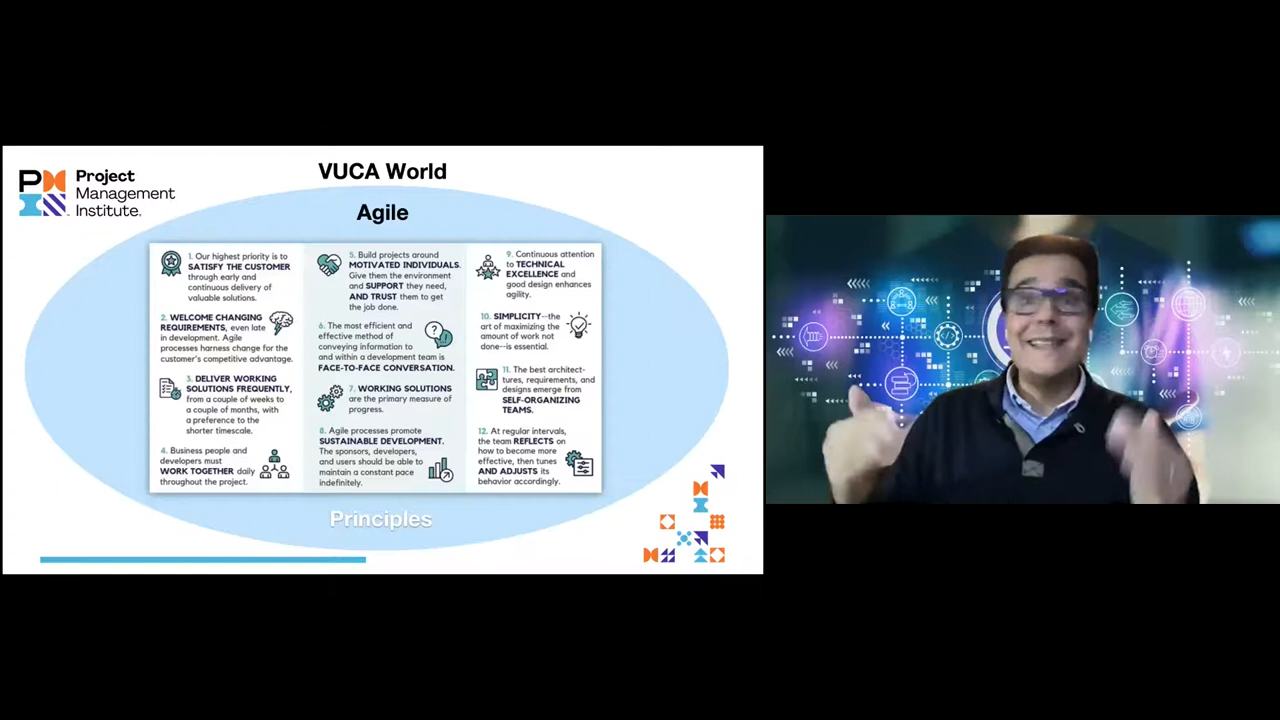 Project
Management
Institute.
VUCA World
Agile
1. Our highest priority is to
SATISFY THE CUSTOMER
through early and
continuous delivery of
valuable solutions.
2. WELCOME CHANGING
REQUIREMENTS, even late
in development. Agile
processes harness change for the
customer's competitive advantage.
3. DELIVER WORKING
SOLUTIONS FREQUENTLY,
from a couple of weeks to
a couple of months, with
a preference to the
shorter timescale.
4. Business people and
developers must
WORK TOGETHER daily
throughout the project.
5. Build projects around
MOTIVATED INDIVIDUALS.
Give them the environment
and SUPPORT they need,
AND TRUST them to get
the job done.
6. The most efficient and
effective method of
conveying information to
and within a development team is
FACE-TO-FACE CONVERSATION.
7. WORKING SOLUTIONS
are the primary measure of
progress.
8. Agile processes promote
SUSTAINABLE DEVELOPMENT.
The sponsors, developers,
and users should be able to
maintain a constant pace
indefinitely.
9. Continuous attention
to TECHNICAL
EXCELLENCE and
good design enhances
agility.
10. SIMPLICITY--the
art of maximizing the
amount of work not
done--is essential.
11. The best architect-
tures, requirements, and
designs emerge from
SELF-ORGANIZING
TEAMS.
12. At regular intervals,
the team REFLECTS on
how to become more
effective, then tunes
AND ADJUSTS its
behavior accordingly.
Principles